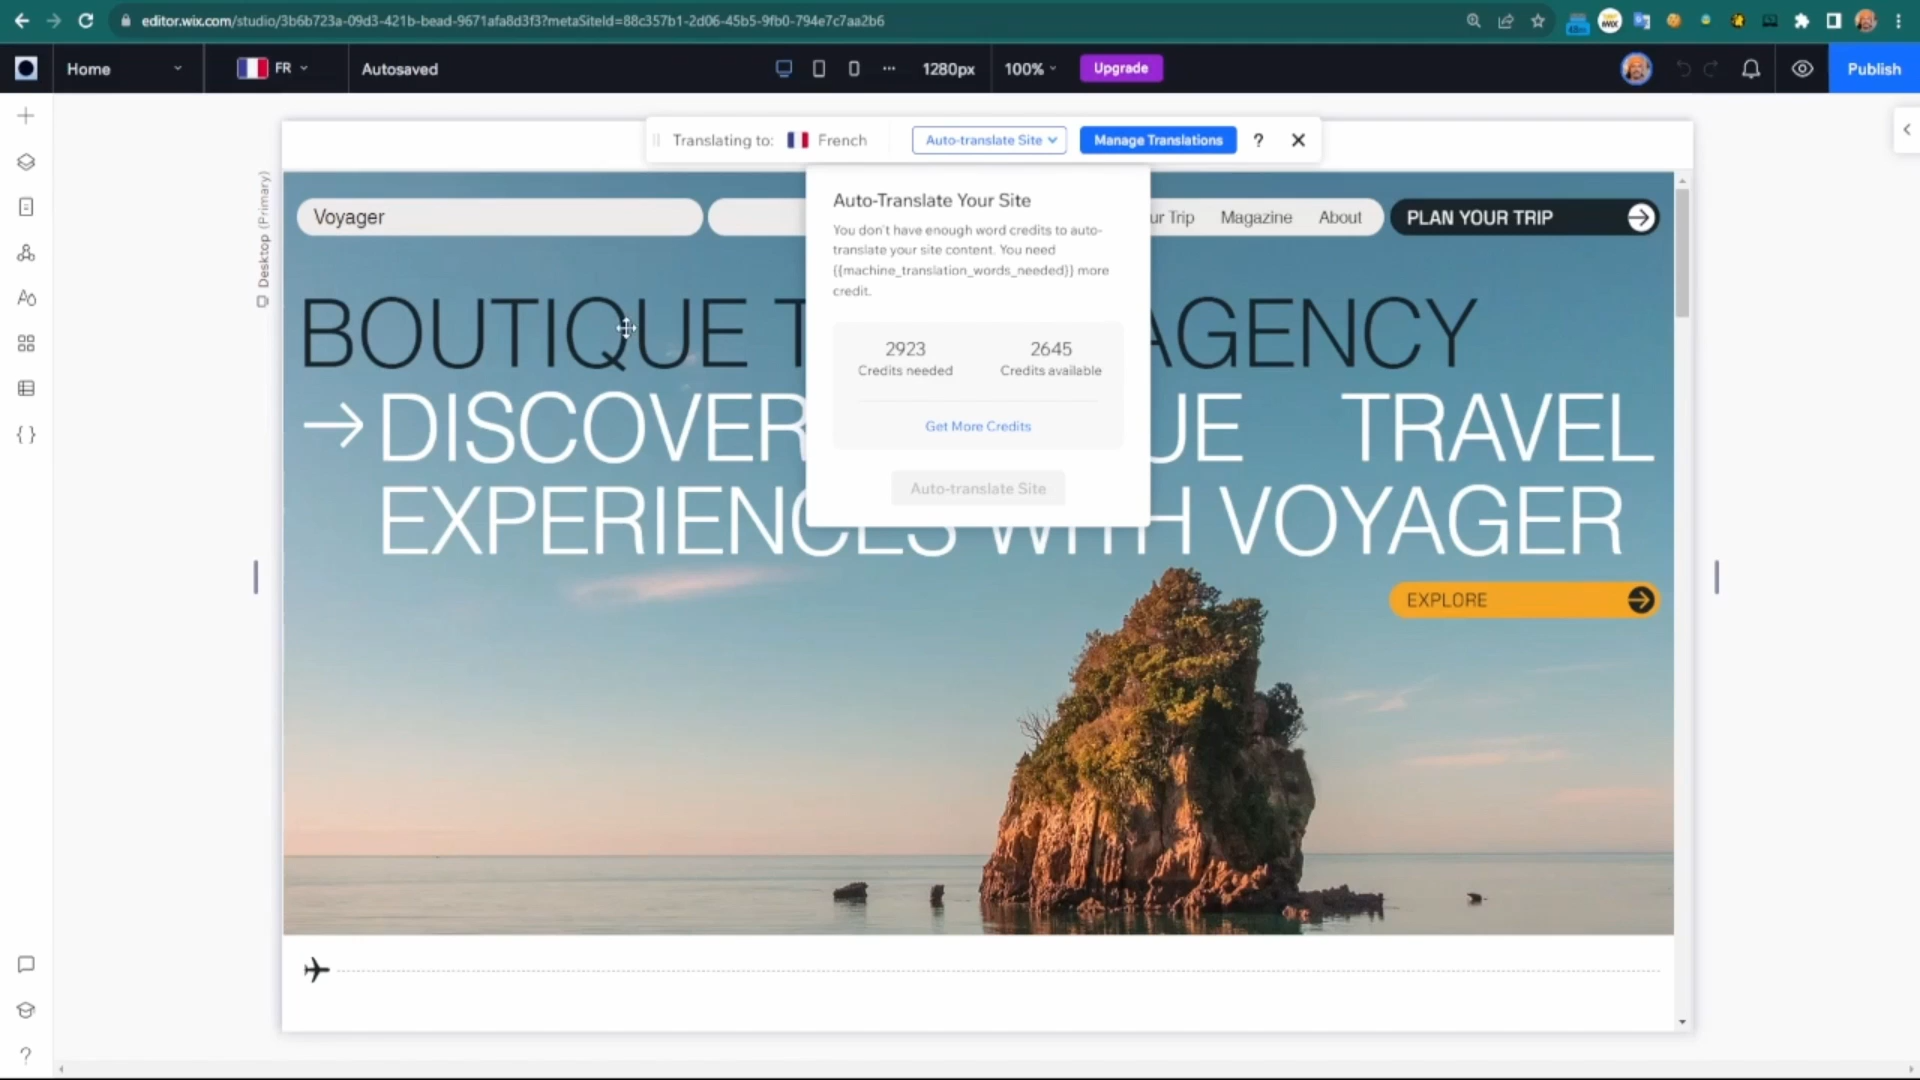 editor.wix.com/studio/3b6b723a-09d3-421b-bead-9671afa8d3f3?metaSiteId=88c357b1-2d06-45b5-9fb0-794e7c7aa2b6
Home
FR
Autosaved
1280px
100%
Upgrade
Publish
Translating to:
French
Auto-translate Site
Manage Translations
?
Desktop (Primary)
Voyager
ur Trip
Magazine
About
PLAN YOUR TRIP
Auto-Translate Your Site
You don't have enough word credits to auto-
translate your site content. You need
{{machine_translation_words_needed}} more
credit.
2923
Credits needed
2645
Credits available
Get More Credits
Auto-translate Site
BOUTIQUE T AGENCY
DISCOVER UE TRAVEL
EXPERIENCES WITH VOYAGER
EXPLORE